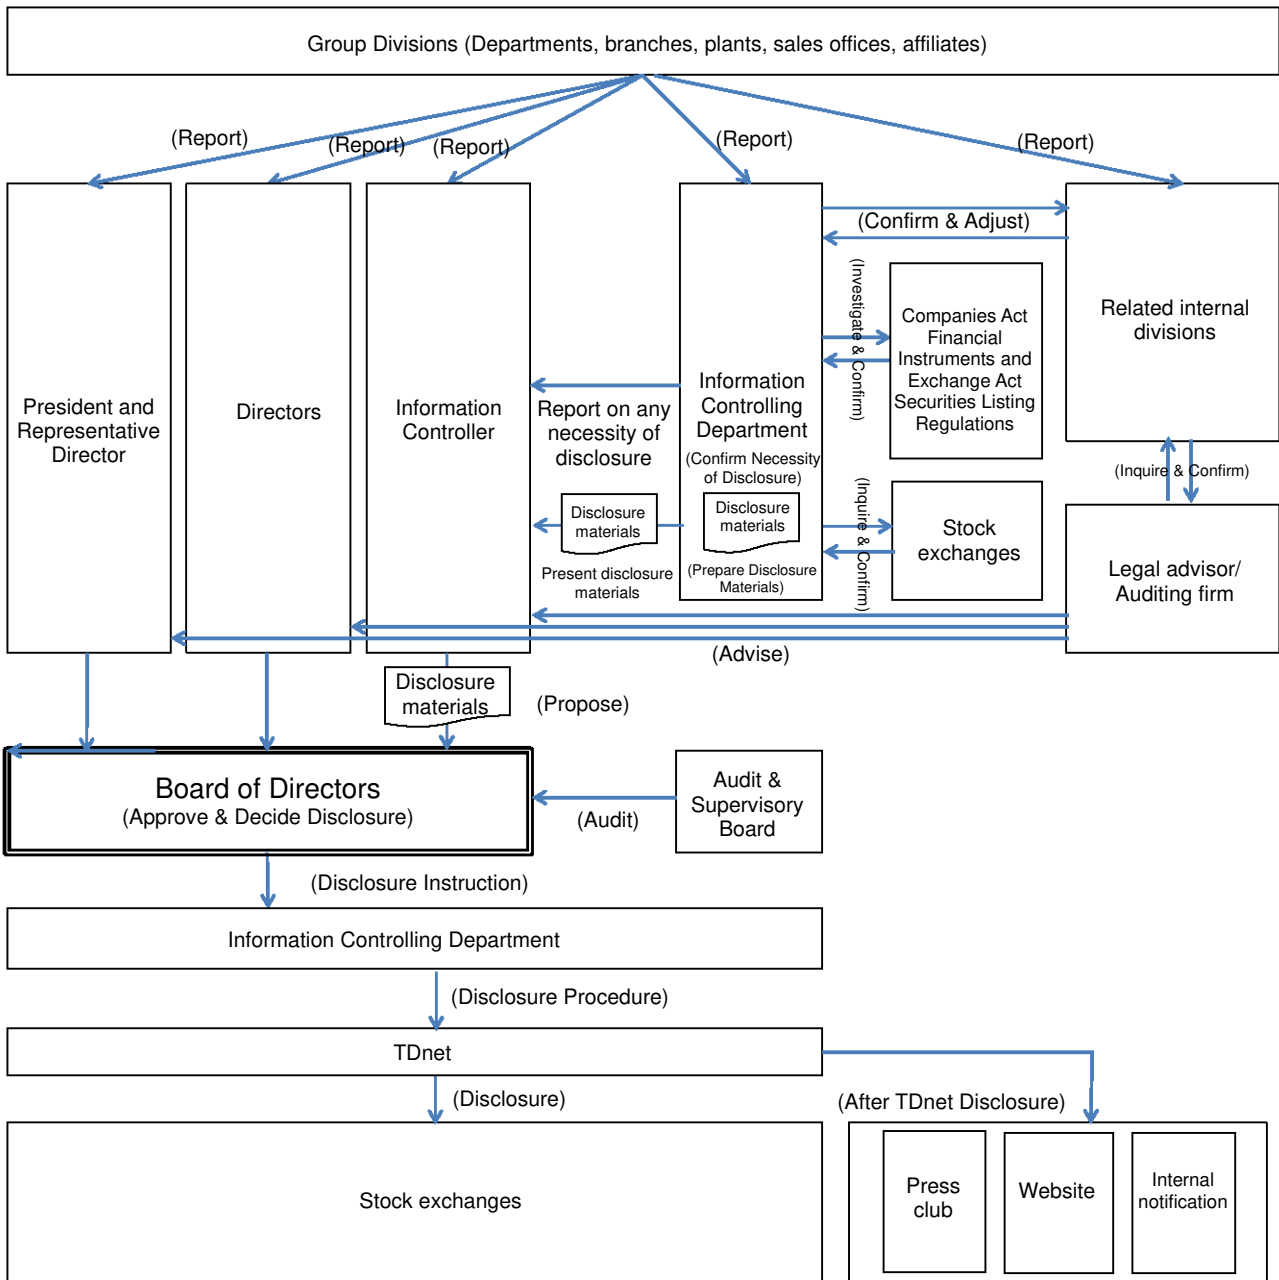 Group Divisions (Departments, branches, plants, sales offices, affiliates)
(Report)
(Report)
(Report)
(Report)
(Report)
President and
Representative
Director
Directors
Information
Controller
Report on any
necessity of
disclosure
Disclosure
materials
Present disclosure
materials
Information
Controlling
Department
(Confirm Necessity
of Disclosure)
Disclosure
materials
(Prepare Disclosure
Materials)
(Confirm & Adjust)
(Investigate & Confirm)
Companies Act
Financial
Instruments and
Exchange Act
Securities Listing
Regulations
(Inquire & Confirm)
Stock
exchanges
Related internal
divisions
(Inquire & Confirm)
Legal advisor/
Auditing firm
(Advise)
Disclosure
materials
(Propose)
Board of Directors
(Approve & Decide Disclosure)
(Audit)
Audit &
Supervisory
Board
(Disclosure Instruction)
Information Controlling Department
(Disclosure Procedure)
TDnet
(Disclosure)
(After TDnet Disclosure)
Stock exchanges
Press
club
Website
Internal
notification